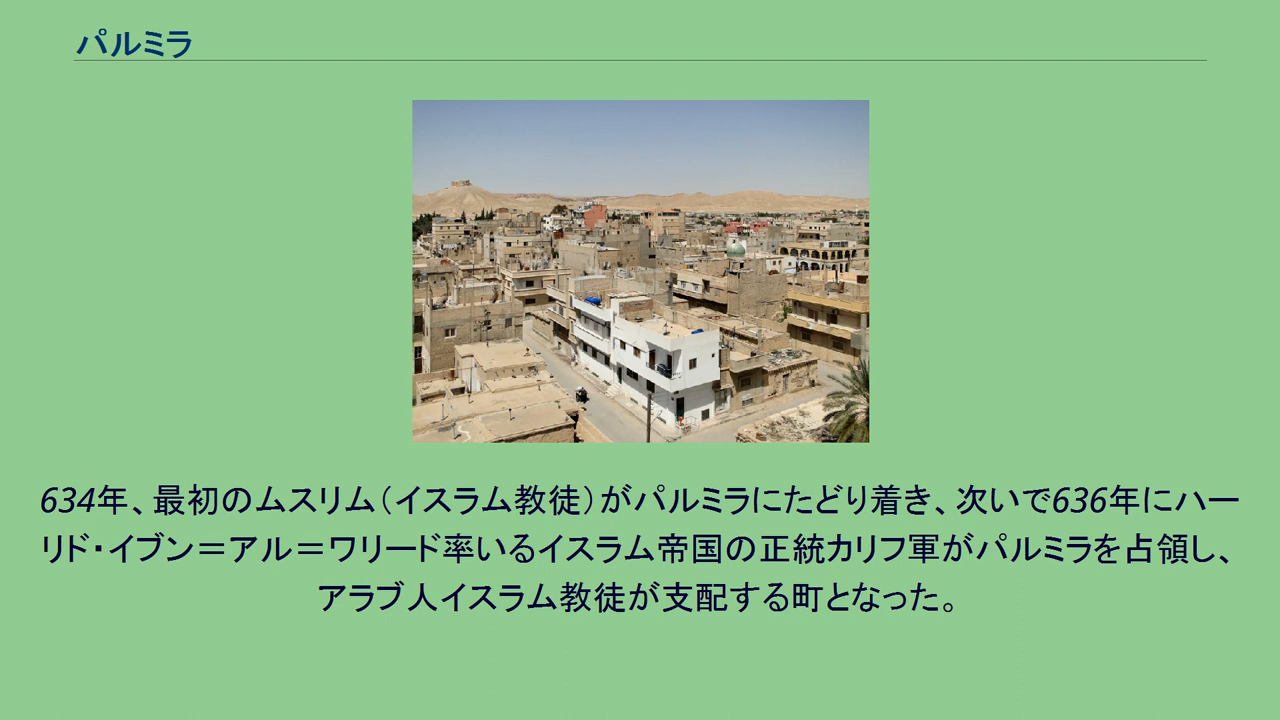 パルミラ
634年、最初のムスリム（イスラム教徒）がパルミラにたどり着き、次いで636年にハー
リド・イブン＝アル＝ワリード率いるイスラム帝国の正統カリフ軍がパルミラを占領し、
アラブ人イスラム教徒が支配する町となった。